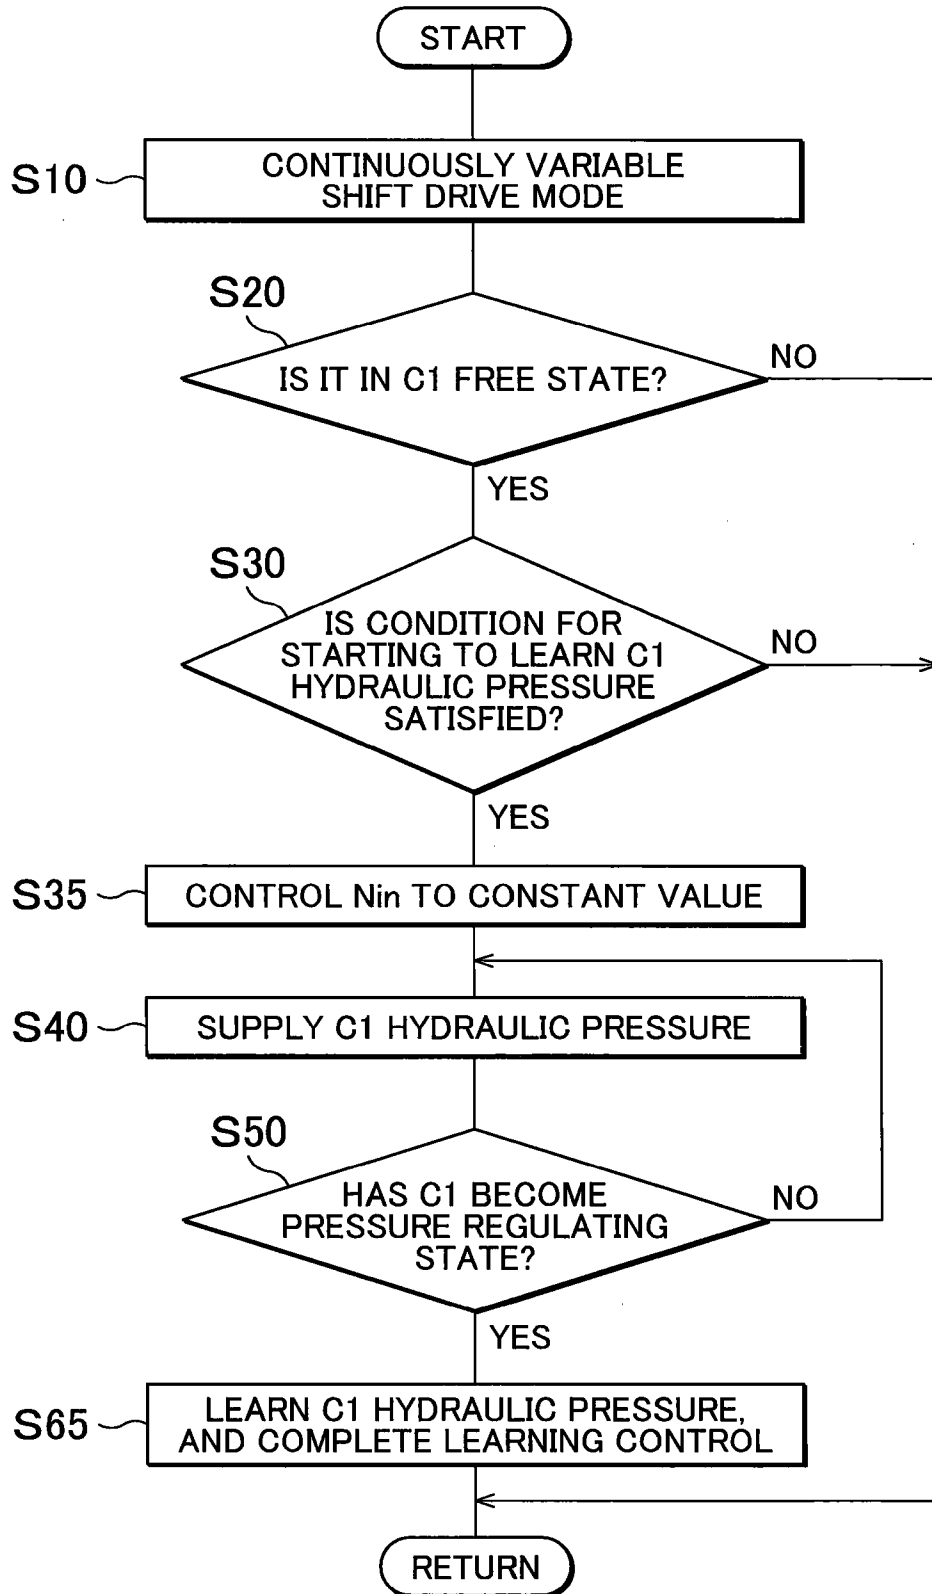 START
S10
CONTINUOUSLY VARIABLE
SHIFT DRIVE MODE
S20
IS IT IN C1 FREE STATE?
NO
YES
S30
IS CONDITION FOR
STARTING TO LEARN C1
HYDRAULIC PRESSURE
SATISFIED?
NO
YES
S35
CONTROL Nin TO CONSTANT VALUE
S40
SUPPLY C1 HYDRAULIC PRESSURE
S50
HAS C1 BECOME
PRESSURE REGULATING
STATE?
NO
YES
S65
LEARN C1 HYDRAULIC PRESSURE,
AND COMPLETE LEARNING CONTROL
RETURN